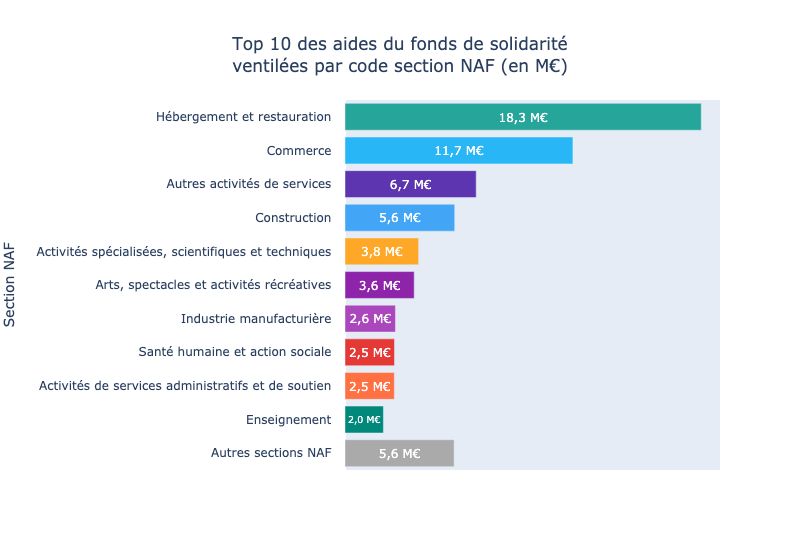 Top 10 des aides du fonds de solidarité
ventilées par code section NAF (en M€)
Section NAF
Hébergement et restauration 18,3 M€
Commerce 11,7 M€
Autres activités de services 6,7 M€
Construction 5,6 M€
Activités spécialisées, scientifiques et techniques 3,8 M€
Arts, spectacles et activités récréatives 3,6 M€
Industrie manufacturière 2,6 M€
Santé humaine et action sociale 2,5 M€
Activités de services administratifs et de soutien 2,5 M€
Enseignement 2,0 M€
Autres sections NAF 5,6 M€